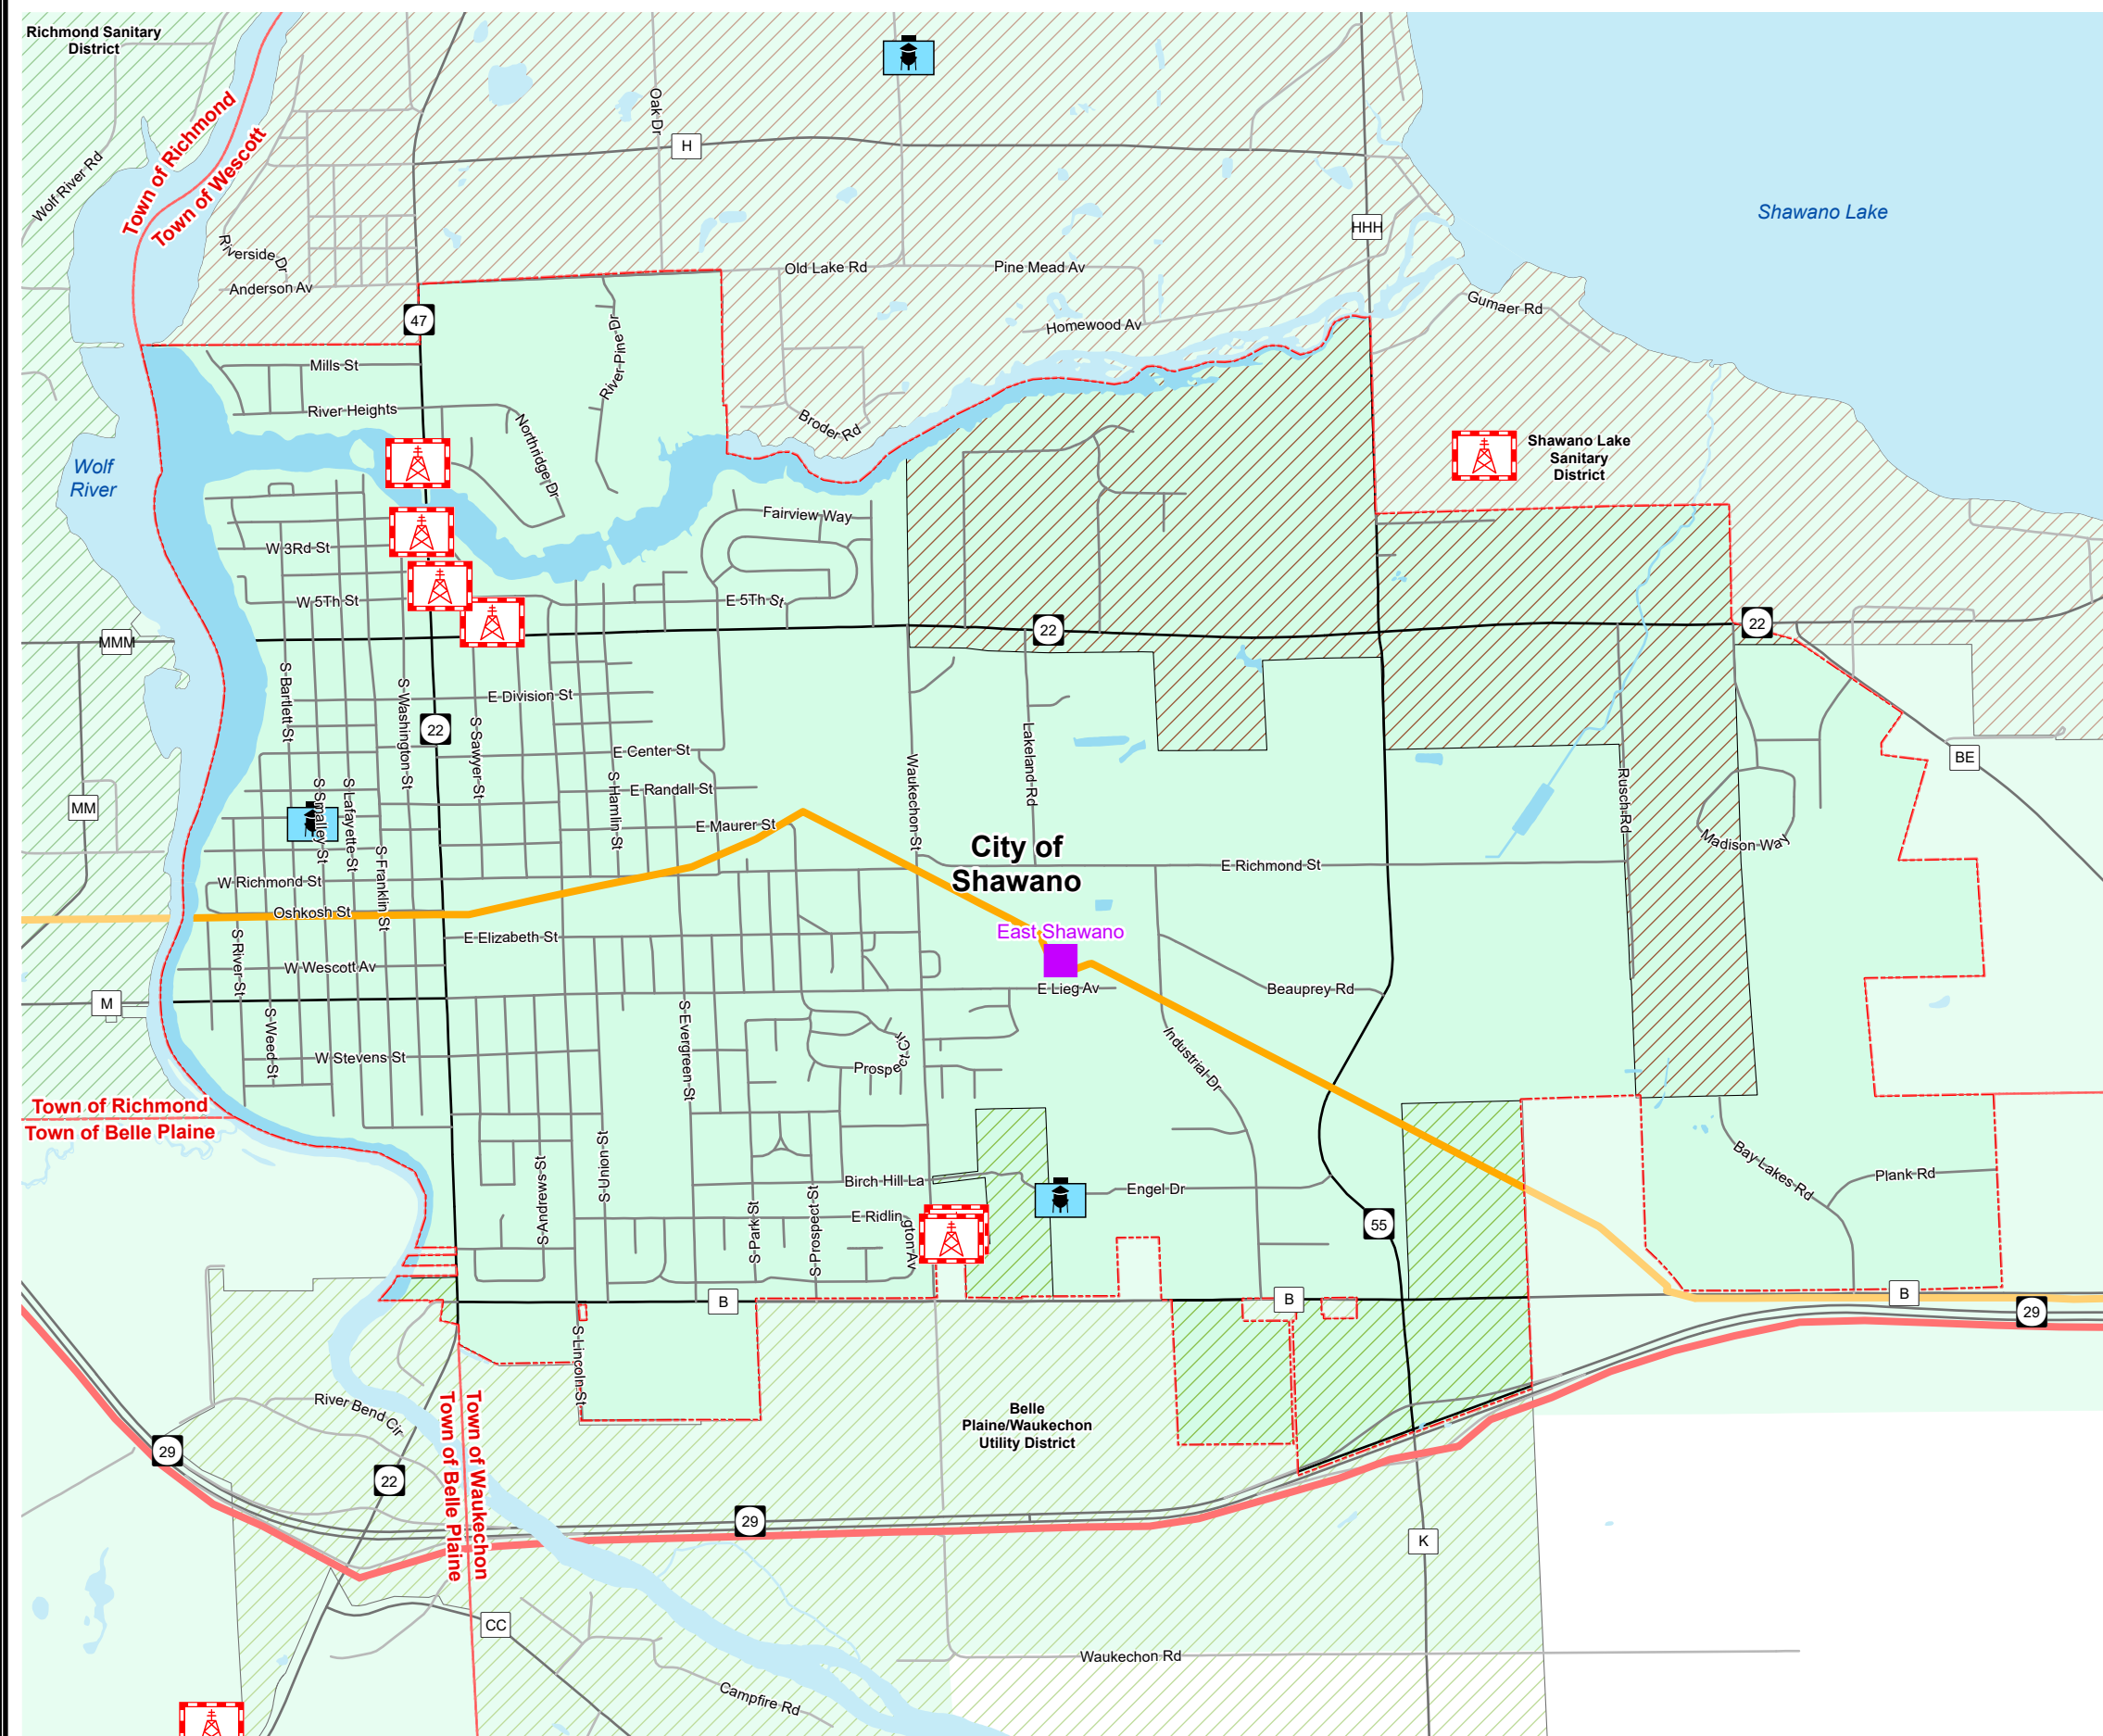 Richmond Sanitary
District
Town of Richmond
Town of Wescott
Wolf River Rd
Oak Dr
H
HHH
Shawano Lake
Riverside Dr
Anderson Av
Old Lake Rd
Pine Mead Av
Homewood Av
Gumaer Rd
47
River Pine Dr
Mills St
River Heights
Northridge Dr
Broder Rd
Wolf
River
Shawano Lake
Sanitary
District
Fairview Way
W 3Rd St
W 5Th St
E 5Th St
MMM
22
22
S Bartlett St
S Washington St
E Division St
22
S Sawyer St
E Center St
Lakeland Rd
Waukechon St
BE
MM
S Smalley St
S Lafayette St
S Hamlin St
E Randall St
Rusch Rd
E Maurer St
Madison Way
S Franklin St
City of
Shawano
E Richmond St
W Richmond St
Oshkosh St
East Shawano
E Elizabeth St
S River St
W Wescott Av
E Lieg Av
Beauprey Rd
M
S Weed St
S Evergreen St
W Stevens St
Prospect Cir
Industrial Dr
Town of Richmond
Town of Belle Plaine
S Andrews St
S Union St
Birch Hill La
Engel Dr
Bay Lakes Rd
Plank Rd
S Park St
S Prospect St
E Ridlington Av
55
B
B
B
29
S Lincoln St
River Bend Cir
Town of Belle Plaine
Town of Waukechon
Belle
Plaine/Waukechon
Utility District
29
22
29
K
CC
Waukechon Rd
Campfire Rd